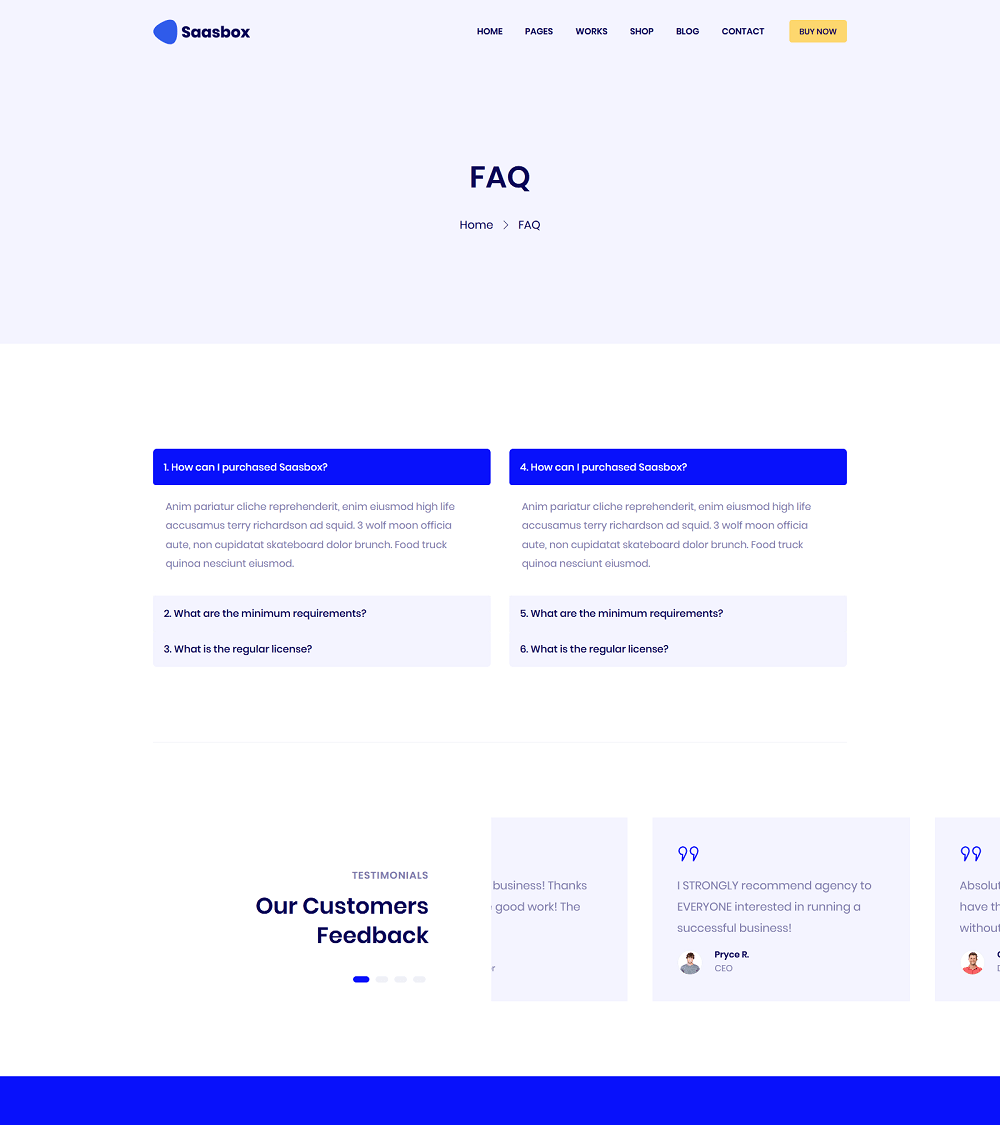 Saasbox
HOME PAGES WORKS SHOP BLOG CONTACT BUY NOW
FAQ
Home FAQ
1. How can I purchased Saasbox?
Anim pariatur cliche reprehenderit, enim eiusmod high life
accusamus terry richardson ad squid. 3 wolf moon officia
aute, non cupidatat skateboard dolor brunch. Food truck
quinoa nesciunt eiusmod.
2. What are the minimum requirements?
3. What is the regular license?
4. How can I purchased Saasbox?
Anim pariatur cliche reprehenderit, enim eiusmod high life
accusamus terry richardson ad squid. 3 wolf moon officia
aute, non cupidatat skateboard dolor brunch. Food truck
quinoa nesciunt eiusmod.
5. What are the minimum requirements?
6. What is the regular license?
TESTIMONIALS
Our Customers
Feedback
business! Thanks
good work! The
I STRONGLY recommend agency to
EVERYONE interested in running a
successful business!
Pryce R.
CEO
Absolut
have th
without